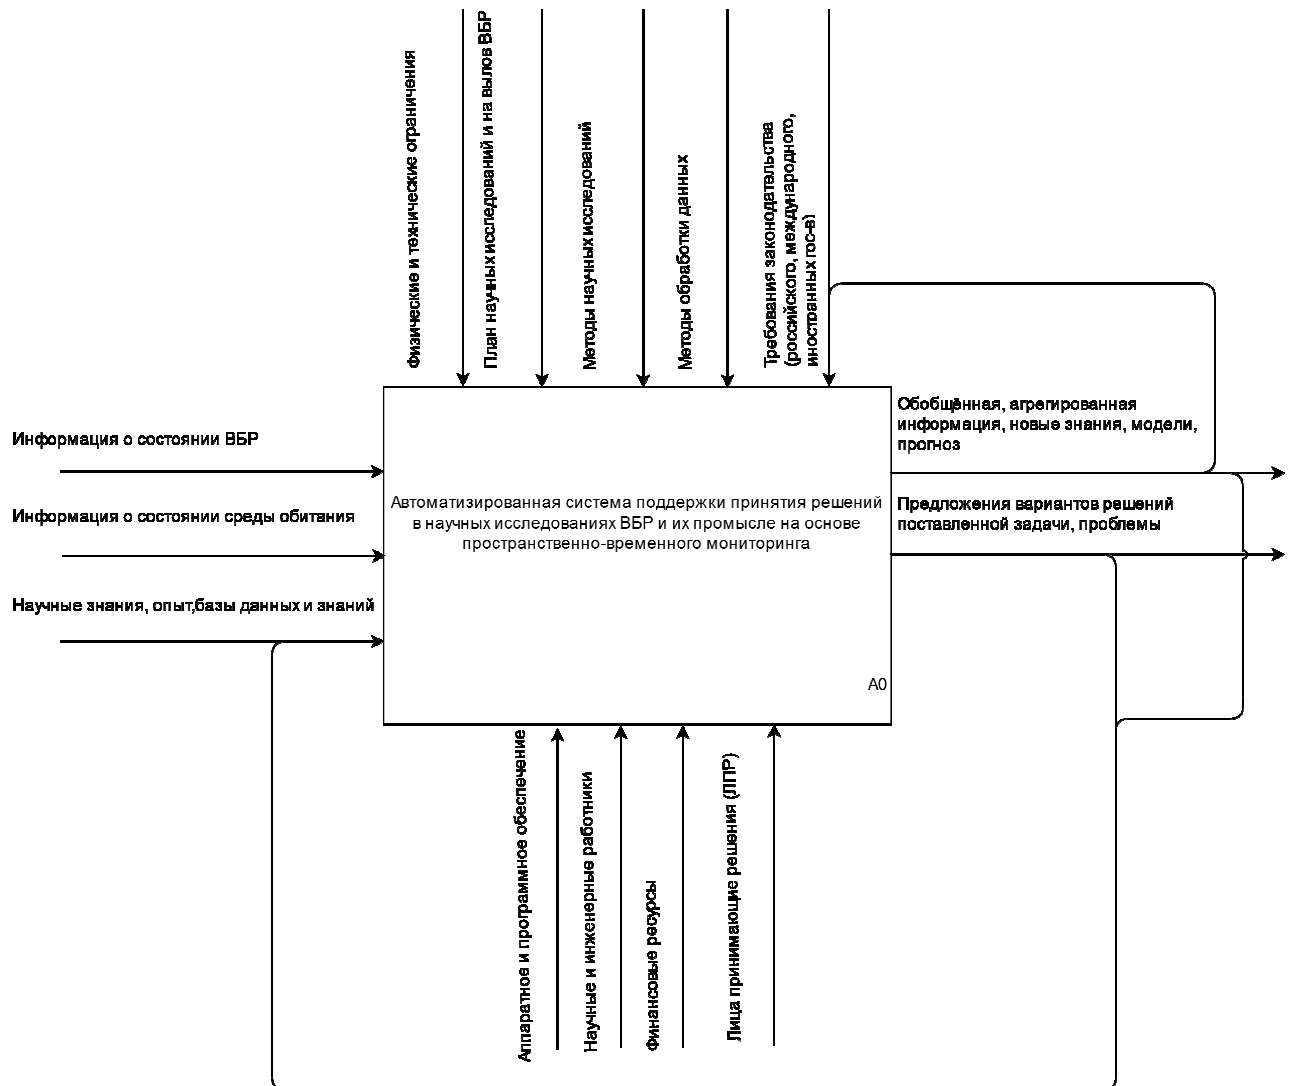 Физические и технические ограничения
План научных исследований и на вылов ВБР
Методы научных исследований
Методы обработки данных
Требования законодательства
(российского, международного,
иностранных гос-в)
Информация о состоянии ВБР
Информация о состоянии среды обитания
Научные знания, опыт,базы данных и знаний
Автоматизированная система поддержки принятия решений
в научных исследованиях ВБР и их промысле на основе
пространственно-временного мониторинга
A0
Обобщённая, агрегированная
информация, новые знания, модели,
прогноз
Предложения вариантов решений
поставленной задачи, проблемы
Аппаратное и программное обеспечение
Научные и инженерные работники
Финансовые ресурсы
Лица принимающие решения (ЛПР)